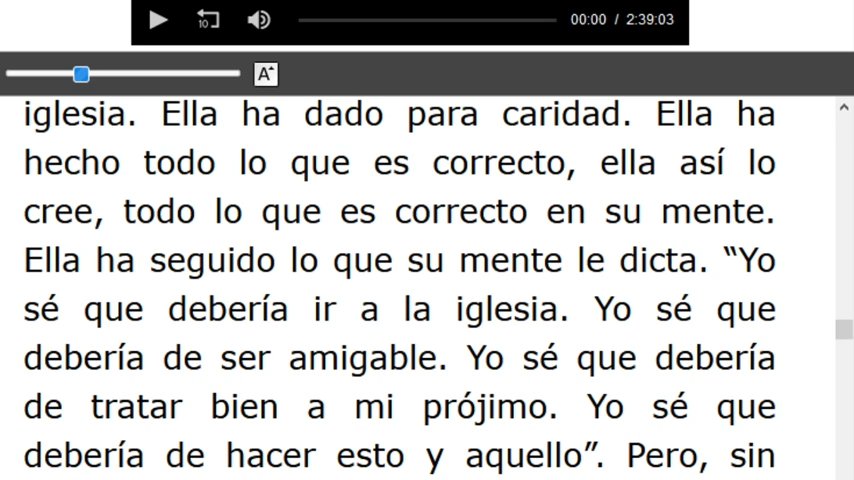 10
00:00 / 2:39:03
A
iglesia. Ella ha dado para caridad. Ella ha
hecho todo lo que es correcto, ella así lo
cree, todo lo que es correcto en su mente.
Ella ha seguido lo que su mente le dicta. “Yo
sé que debería ir a la iglesia. Yo sé que
debería de ser amigable. Yo sé que debería
de tratar bien a mi prójimo. Yo sé que
debería de hacer esto y aquello”. Pero, sin